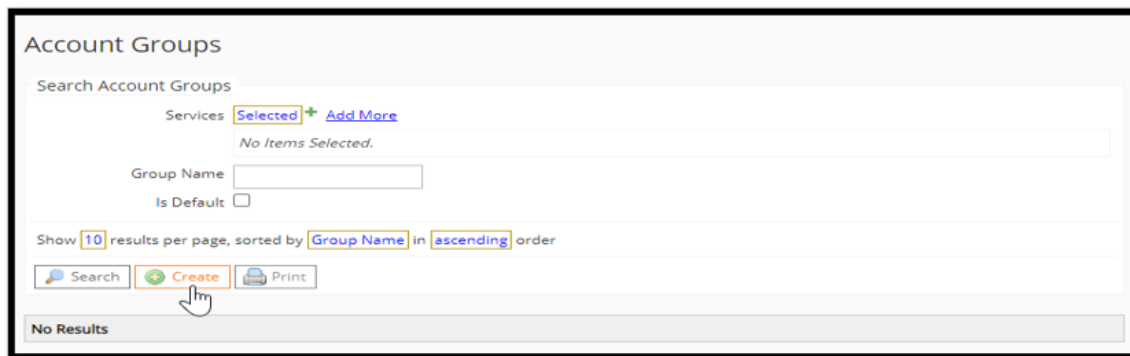 Account Groups
Search Account Groups
Services Selected Add More
No Items Selected.
Group Name
Is Default
Show 10 results per page, sorted by Group Name in ascending order
Search Create Print
No Results